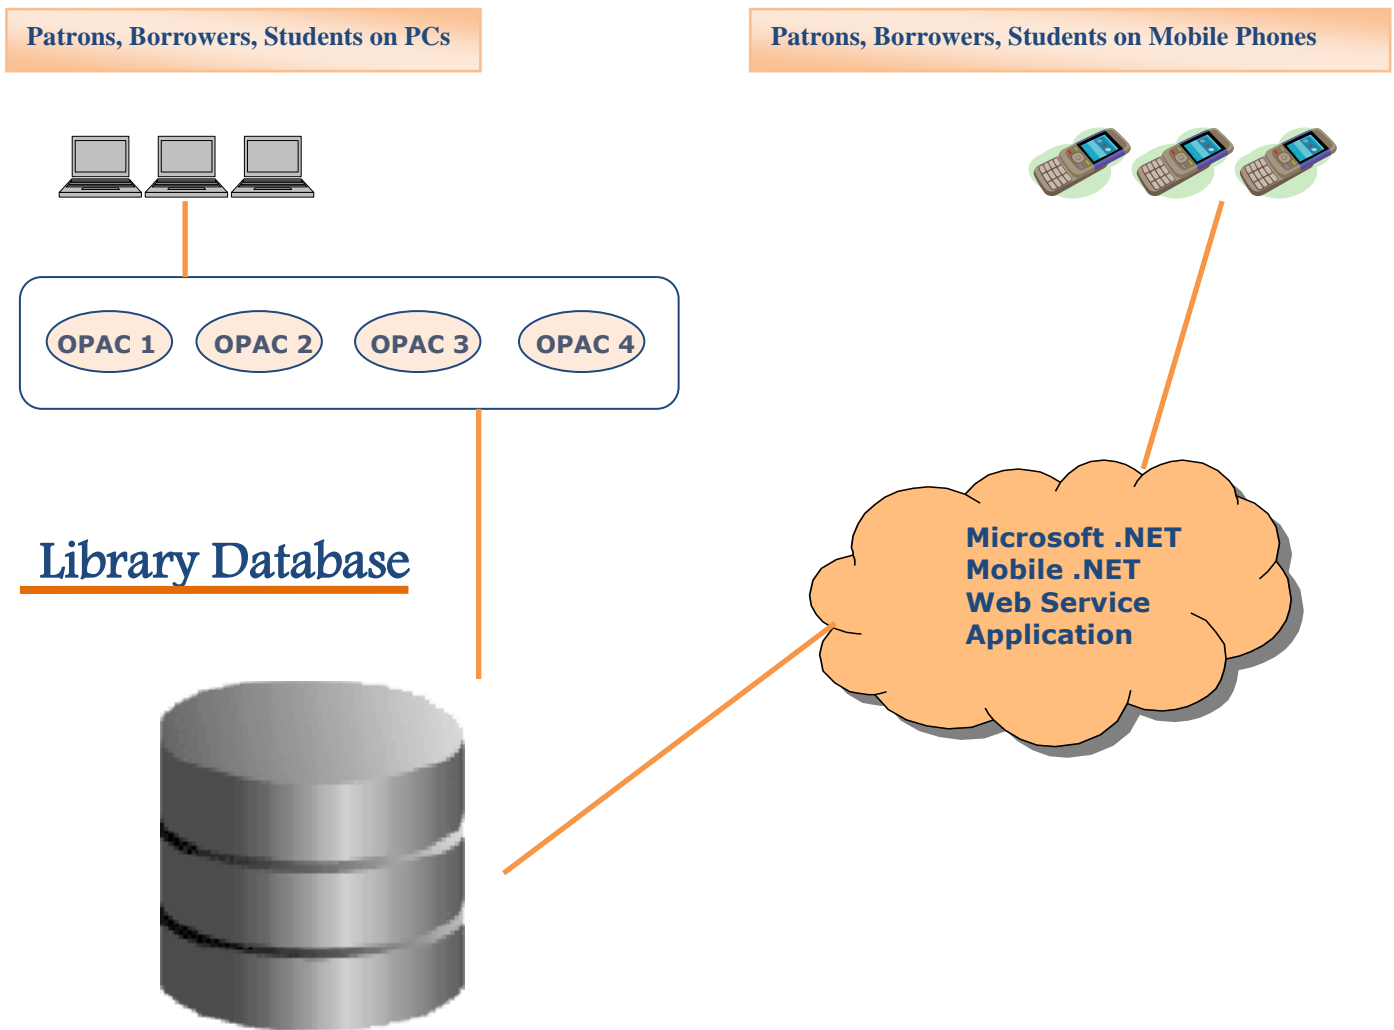 Patrons, Borrowers, Students on PCs
Patrons, Borrowers, Students on Mobile Phones
OPAC 1
OPAC 2
OPAC 3
OPAC 4
Library Database
Microsoft .NET
Mobile .NET
Web Service
Application